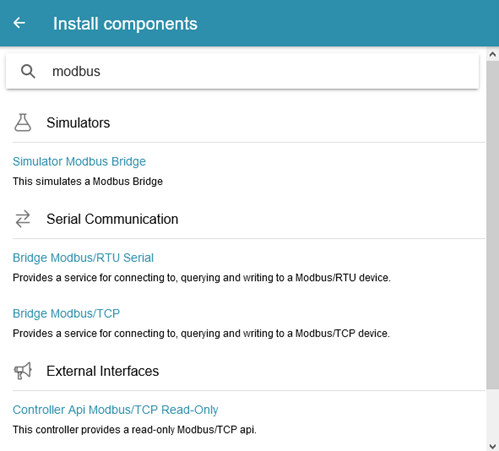 Install components
modbus
Simulators
Simulator Modbus Bridge
This simulates a Modbus Bridge
Serial Communication
Bridge Modbus/RTU Serial
Provides a service for connecting to, querying and writing to a Modbus/RTU device.
Bridge Modbus/TCP
Provides a service for connecting to, querying and writing to a Modbus/TCP device.
External Interfaces
Controller Api Modbus/TCP Read-Only
This controller provides a read-only Modbus/TCP api.